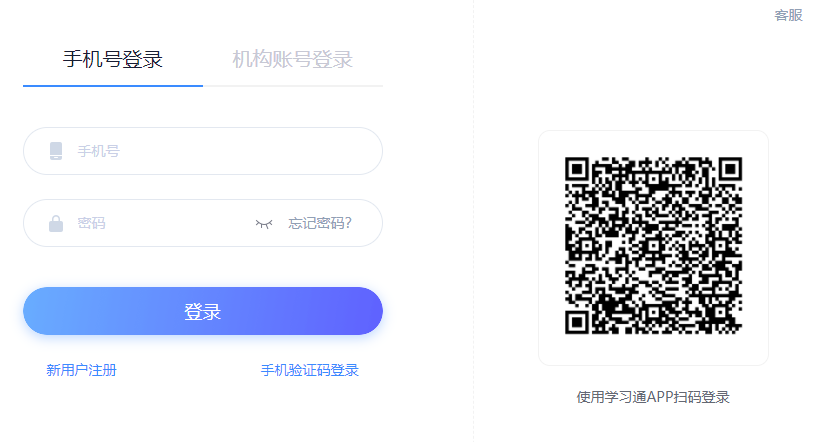 客服
手机号登录
机构账号登录
手机号
密码
忘记密码?
登录
新用户注册
手机验证码登录
使用学习通APP扫码登录